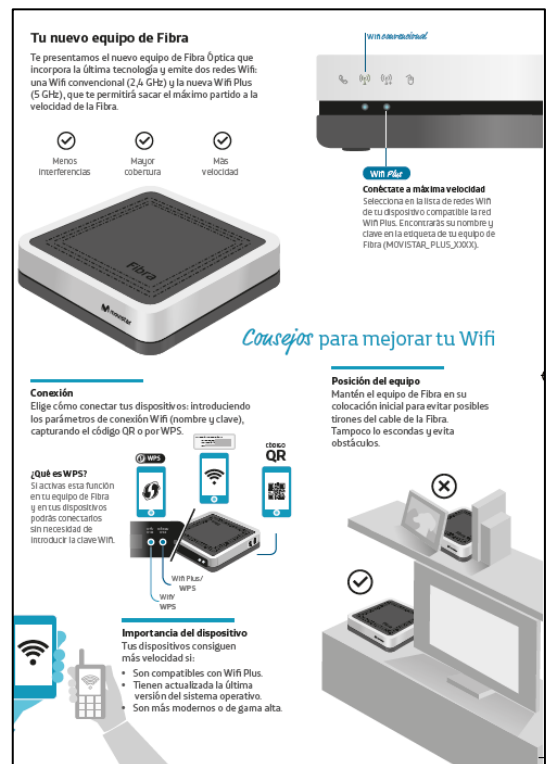 Tu nuevo equipo de Fibra
Te presentamos el nuevo equipo de Fibra Óptica que
incorpora la última tecnología y emite dos redes Wifi:
una Wifi convencional (2,4 GHz) y la nueva Wifi Plus
(5 GHz), que te permitirá sacar el máximo partido a la
velocidad de la Fibra.
Menos
interferencias
Mayor
cobertura
Más
velocidad
Fibra
Movistar
Wifi convencional
Wifi Plus
Conéctate a máxima velocidad
Selecciona en la lista de redes Wifi
de tu dispositivo compatible la red
Wifi Plus. Encontrarás su nombre y
clave en la etiqueta de tu equipo de
Fibra (MOVISTAR_PLUS_XXXX).
Consejos para mejorar tu Wifi
Conexión
Elige cómo conectar tus dispositivos: introduciendo
los parámetros de conexión Wifi (nombre y clave),
capturando el código QR o por WPS.
¿Qué es WPS?
Si activas esta función
en tu equipo de Fibra
y en tus dispositivos
podrás conectarlos
sin necesidad de
introducir la clave Wifi.
WPS
CÓDIGO
QR
Wifi Plus/
WPS
Wifi/
WPS
Posición del equipo
Mantén el equipo de Fibra en su
colocación inicial para evitar posibles
tirones del cable de la Fibra.
Tampoco lo escondas y evita
obstáculos.
Importancia del dispositivo
Tus dispositivos consiguen
más velocidad si:
• Son compatibles con Wifi Plus.
• Tienen actualizada la última
versión del sistema operativo.
• Son más modernos o de gama alta.